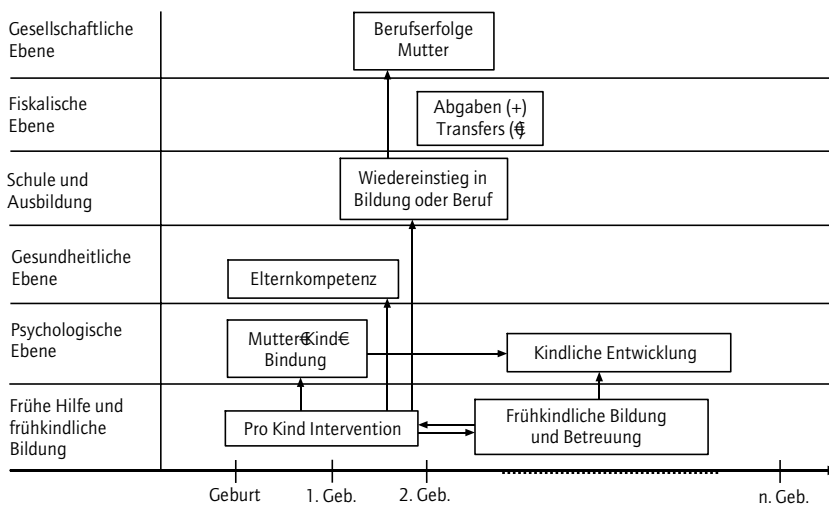 Gesellschaftliche
Ebene
Berufserfolge
Mutter
Fiskalische
Ebene
Abgaben (+)
Transfers (€)
Schule und
Ausbildung
Wiedereinstieg in
Bildung oder Beruf
Gesundheitliche
Ebene
Elternkompetenz
Psychologische
Ebene
Mutter€Kind€
Bindung
Kindliche Entwicklung
Frühe Hilfe und
frühkindliche
Bildung
Pro Kind Intervention
Frühkindliche Bildung
und Betreuung
Geburt
1. Geb.
2. Geb.
n. Geb.